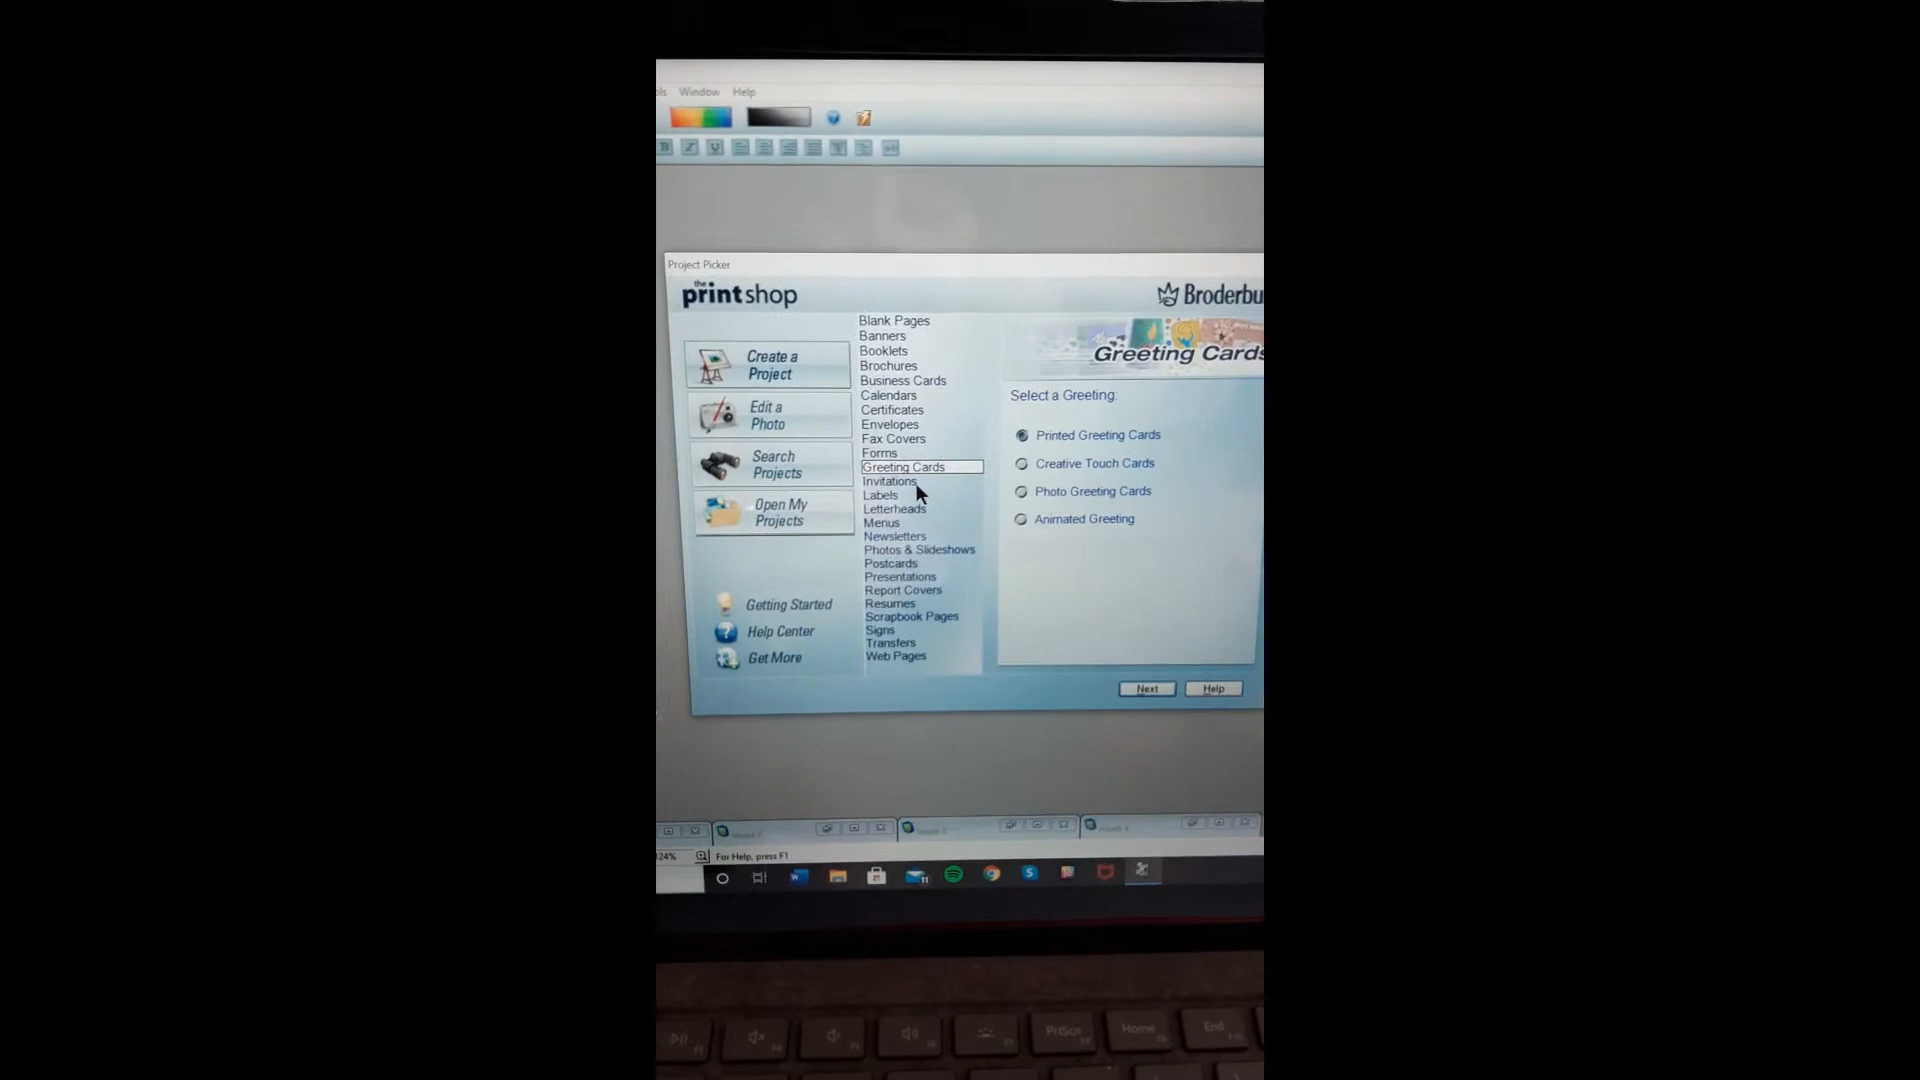 Window Help
Project Picker
the
printshop
Broderbu
Create a
Project
Edit a
Photo
Search
Projects
Open My
Projects
Getting Started
Help Center
Get More
Blank Pages
Banners
Booklets
Brochures
Business Cards
Calendars
Certificates
Envelopes
Fax Covers
Forms
Greeting Cards
Invitations
Labels
Letterheads
Menus
Newsletters
Photos & Slideshows
Postcards
Presentations
Report Covers
Resumes
Scrapbook Pages
Signs
Transfers
Web Pages
Greeting Cards
Select a Greeting:
Printed Greeting Cards
Creative Touch Cards
Photo Greeting Cards
Animated Greeting
Next
Help
24%
For Help, press F1
11
PrtScn
Home
End